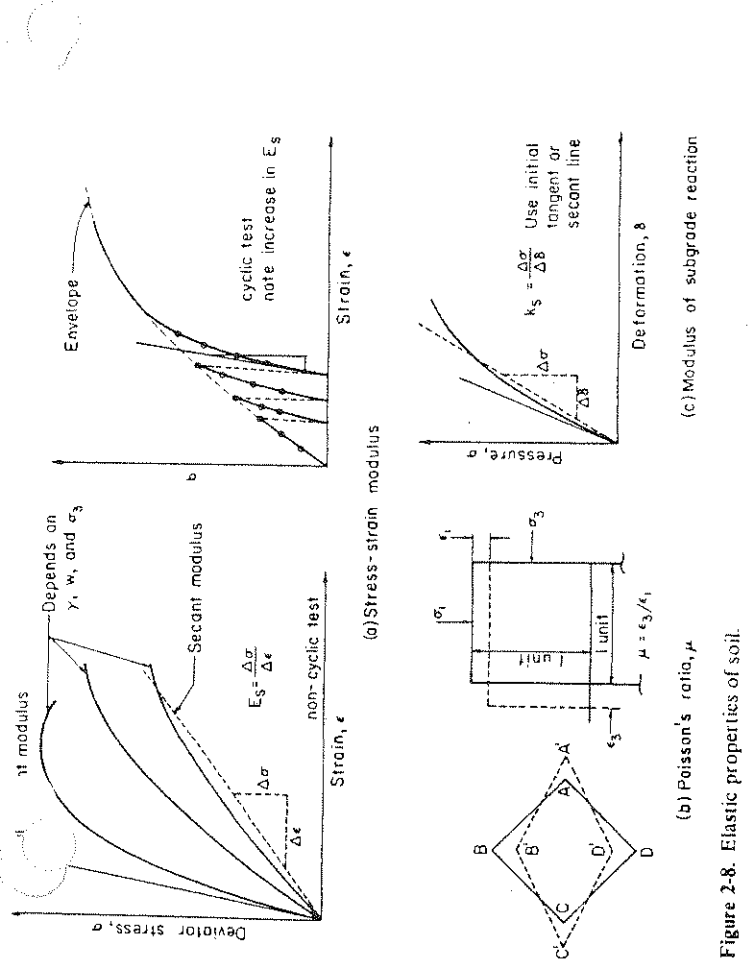 nt modulus
Depends on
γ, w, and σ3
Secant modulus
Es = Δσ/Δε
Δσ
Δε
non-cyclic test
Deviator stress, σ
Strain, ε
Envelope
cyclic test
note increase in Es
σ
Strain, ε
(a) Stress-strain modulus
B
B'
A
A'
C
C'
D'
D
σ1
ε1
σ3
1 unit
1 unit
ε3
μ = ε3/ε1
(b) Poisson's ratio, μ
Pressure, σ
ks = Δσ/Δδ
Use initial
tangent or
secant line
Δσ
Δδ
Deformation, δ
(c) Modulus of subgrade reaction
Figure 2-8. Elastic properties of soil.